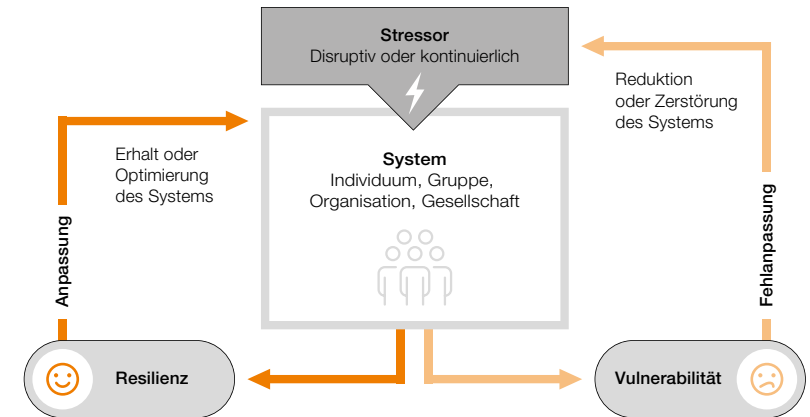 Stressor
Disruptiv oder kontinuierlich
Reduktion
oder Zerstörung
des Systems
Erhalt oder
Optimierung
des Systems
System
Individuum, Gruppe,
Organisation, Gesellschaft
Anpassung
Fehlanpassung
Resilienz
Vulnerabilität